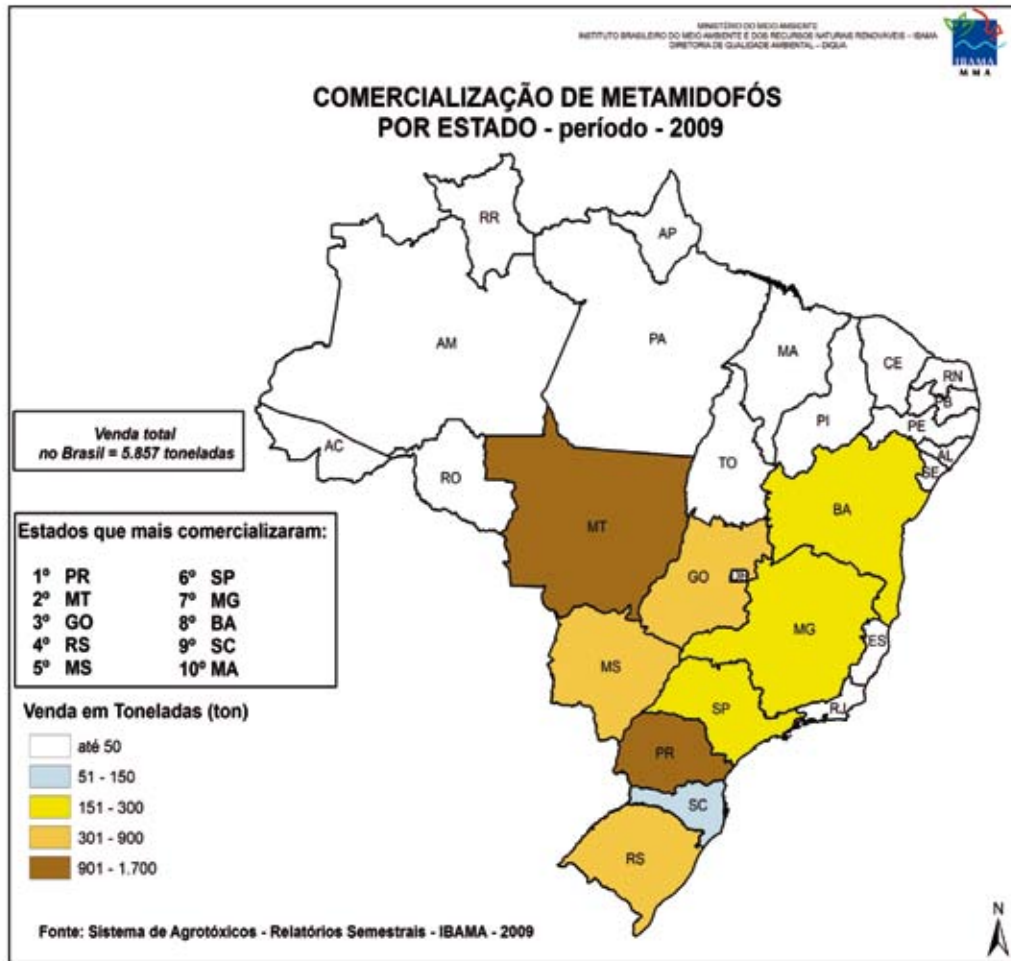 MINISTÉRIO DO MEIO AMBIENTE
INSTITUTO BRASILEIRO DO MEIO AMBIENTE E DOS RECURSOS NATURAIS RENOVÁVEIS - IBAMA
DIRETORIA DE QUALIDADE AMBIENTAL - DIQUA
IBAMA
M M A
COMERCIALIZAÇÃO DE METAMIDOFÓS
POR ESTADO - período - 2009
RR
AP
AM
PA
MA
CE
RN
PB
PE
PI
AL
SE
AC
RO
TO
BA
MT
GO
DF
MG
ES
MS
SP
RJ
PR
SC
RS
Venda total
no Brasil = 5.857 toneladas
Estados que mais comercializaram:
1º PR 6º SP
2º MT 7º MG
3º GO 8º BA
4º RS 9º SC
5º MS 10º MA
Venda em Toneladas (ton)
até 50
51 - 150
151 - 300
301 - 900
901 - 1.700
Fonte: Sistema de Agrotóxicos - Relatórios Semestrais - IBAMA - 2009
N